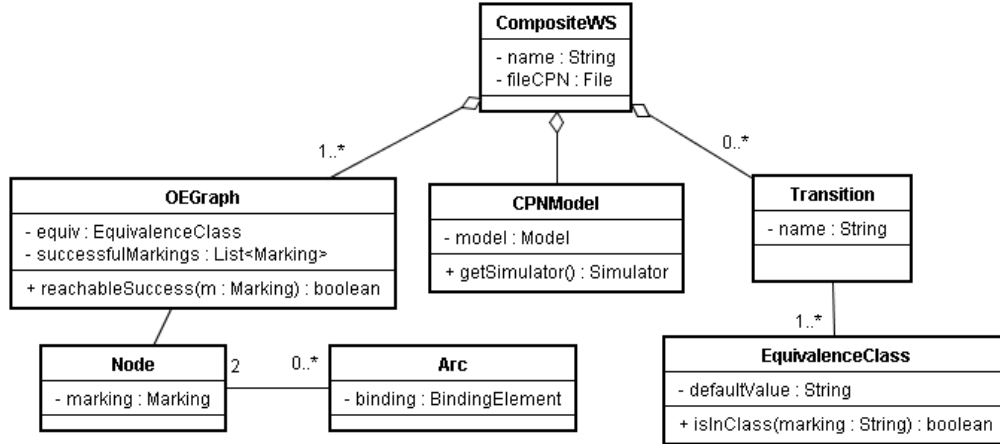 CompositeWS
- name : String
- fileCPN : File
1..*
0..*
OEGraph
- equiv : EquivalenceClass
- successfulMarkings : List<Marking>
+ reachableSuccess(m : Marking) : boolean
CPNModel
- model : Model
+ getSimulator() : Simulator
Transition
- name : String
1..*
Node
- marking : Marking
2
0..*
Arc
- binding : BindingElement
EquivalenceClass
- defaultValue : String
+ isInClass(marking : String) : boolean